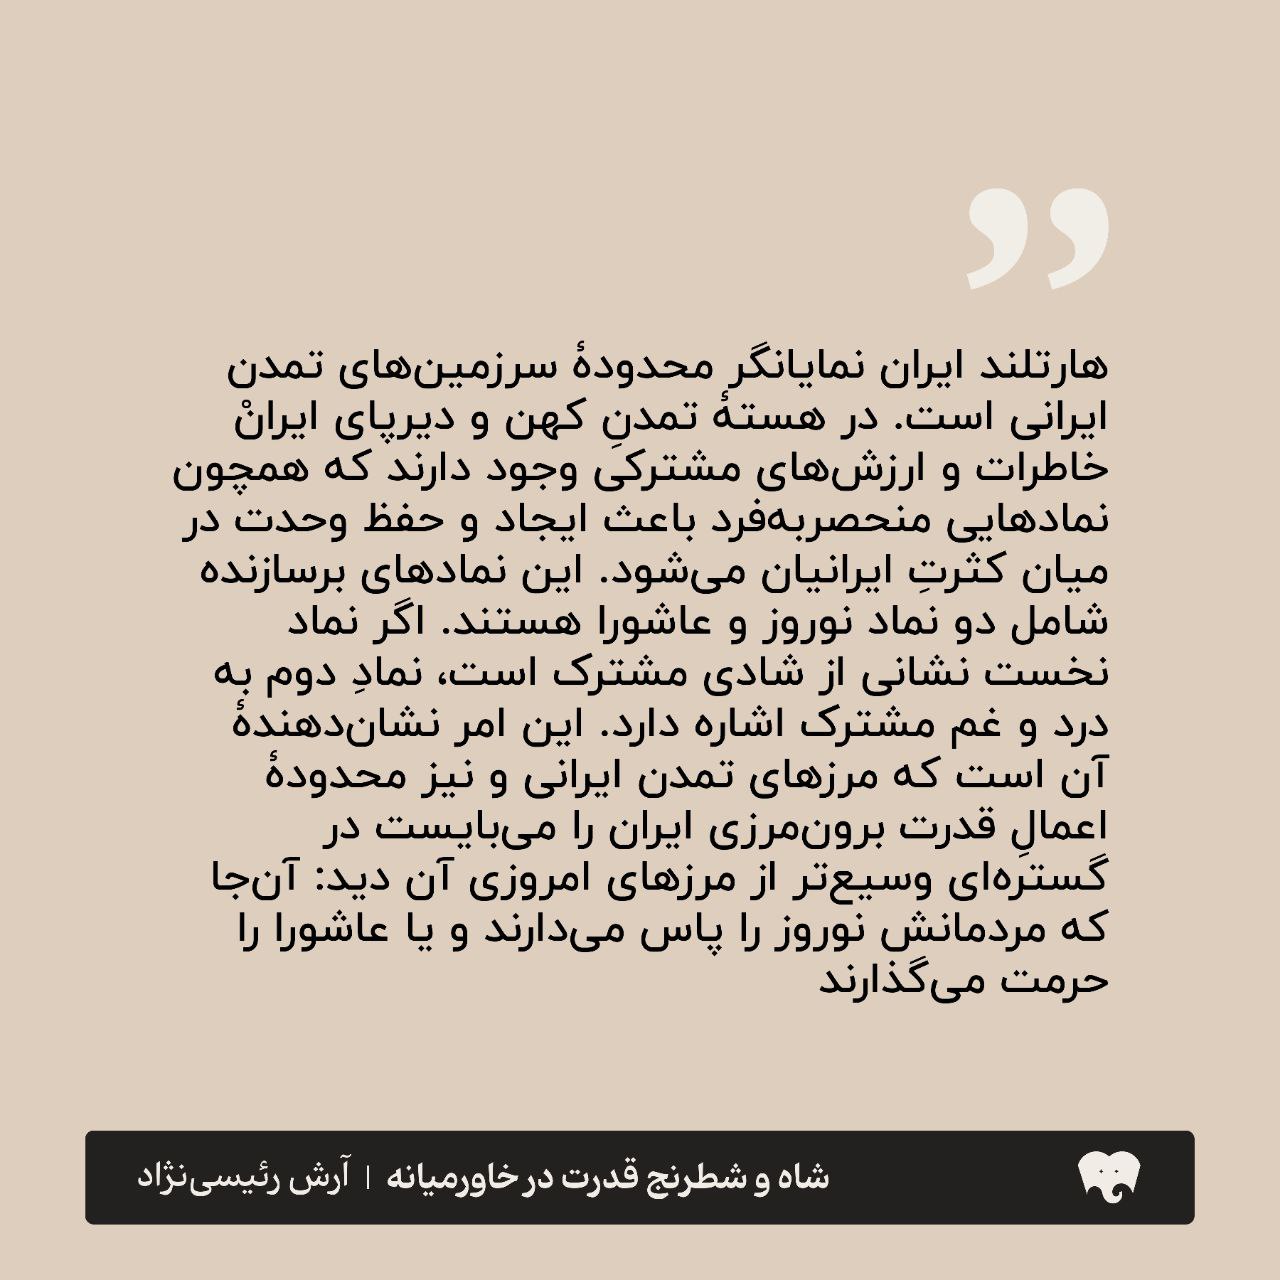 ”
هارتلند ایران نمایانگر محدودهٔ سرزمین‌های تمدن
ایرانی است. در هستهٔ تمدنِ کهن و دیرپای ایرانْ
خاطرات و ارزش‌های مشترکی وجود دارند که همچون
نمادهایی منحصربه‌فرد باعث ایجاد و حفظ وحدت در
میان کثرتِ ایرانیان می‌شود. این نمادهای برسازنده
شامل دو نماد نوروز و عاشورا هستند. اگر نماد
نخست نشانی از شادی مشترک است، نمادِ دوم به
درد و غم مشترک اشاره دارد. این امر نشان‌دهندهٔ
آن است که مرزهای تمدن ایرانی و نیز محدودهٔ
اعمالِ قدرت برون‌مرزی ایران را می‌بایست در
گستره‌ای وسیع‌تر از مرزهای امروزی آن دید: آن‌جا
که مردمانش نوروز را پاس می‌دارند و یا عاشورا را
حرمت می‌گذارند
شاه و شطرنج قدرت در خاورمیانه | آرش رئیسی‌نژاد